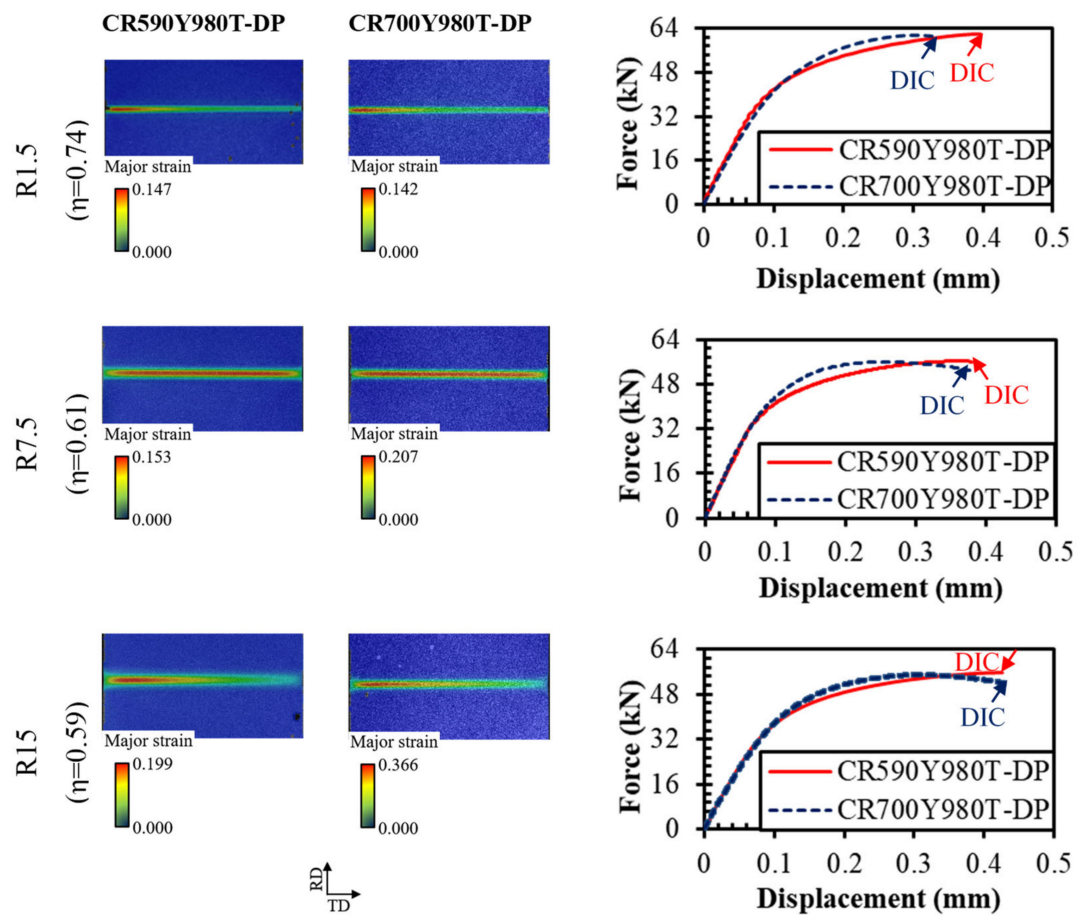 CR590Y980T-DP
CR700Y980T-DP
R1.5
(η=0.74)
Major strain
0.147
0.000
Major strain
0.142
0.000
Force (kN)
64
48
32
16
0
DIC
DIC
CR590Y980T-DP
CR700Y980T-DP
0 0.1 0.2 0.3 0.4 0.5
Displacement (mm)
R7.5
(η=0.61)
Major strain
0.153
0.000
Major strain
0.207
0.000
Force (kN)
64
48
32
16
0
DIC
DIC
CR590Y980T-DP
CR700Y980T-DP
0 0.1 0.2 0.3 0.4 0.5
Displacement (mm)
R15
(η=0.59)
Major strain
0.199
0.000
Major strain
0.366
0.000
Force (kN)
64
48
32
16
0
DIC
DIC
CR590Y980T-DP
CR700Y980T-DP
0 0.1 0.2 0.3 0.4 0.5
Displacement (mm)
RD
TD